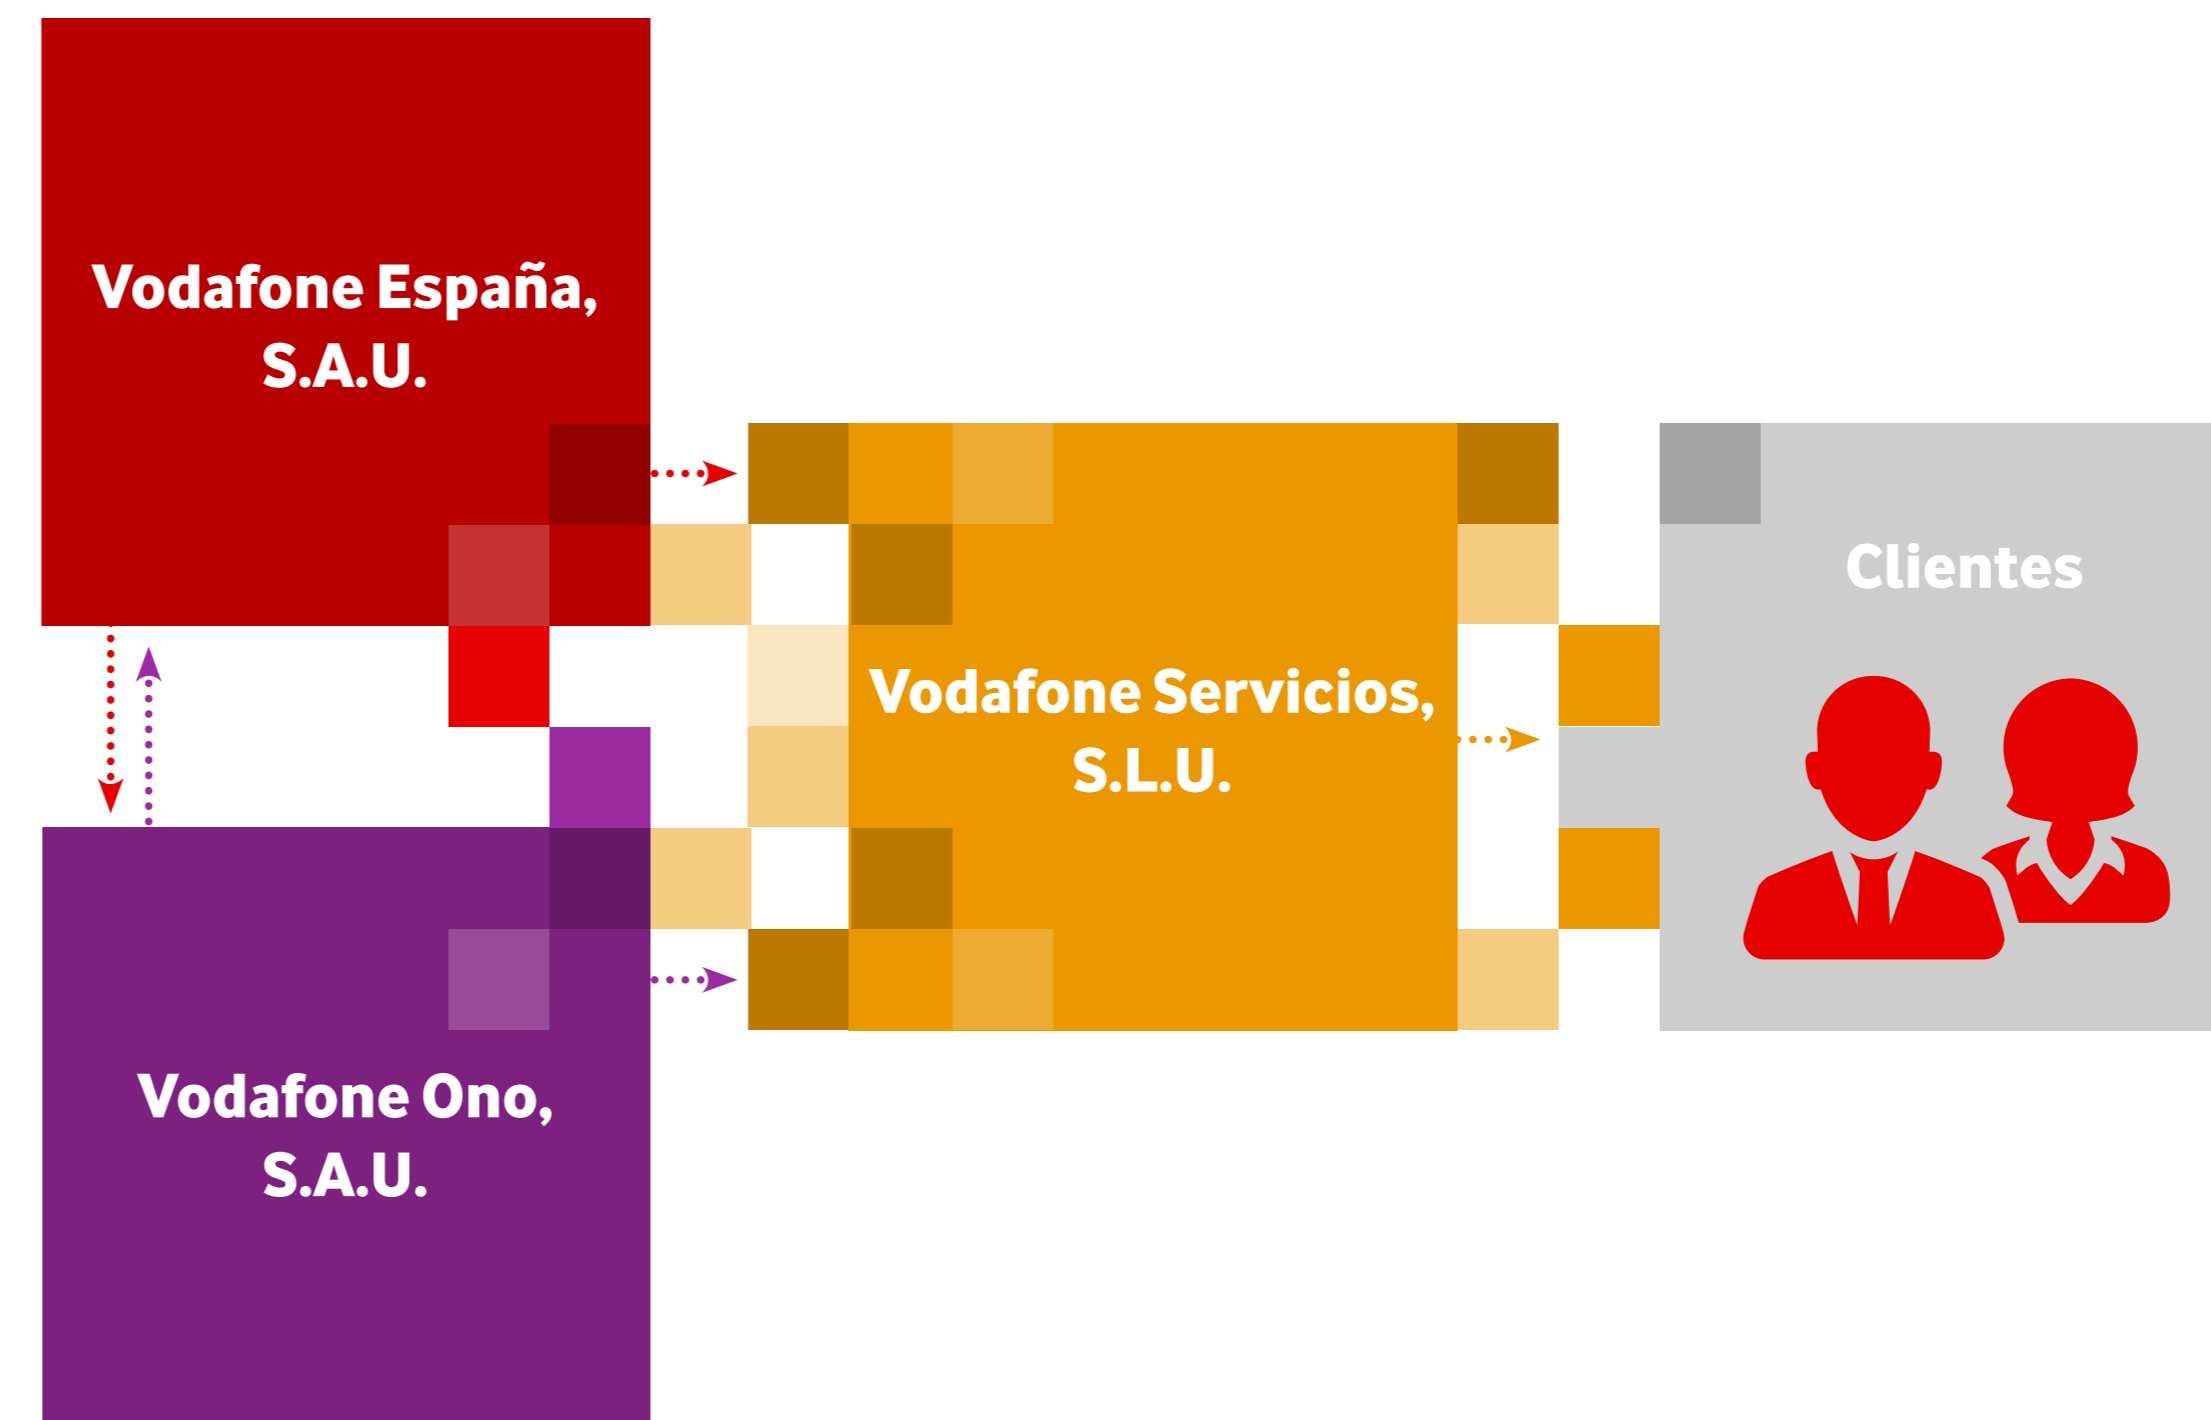 Vodafone España,
S.A.U.
Clientes
Vodafone Servicios,
S.L.U.
Vodafone Ono,
S.A.U.